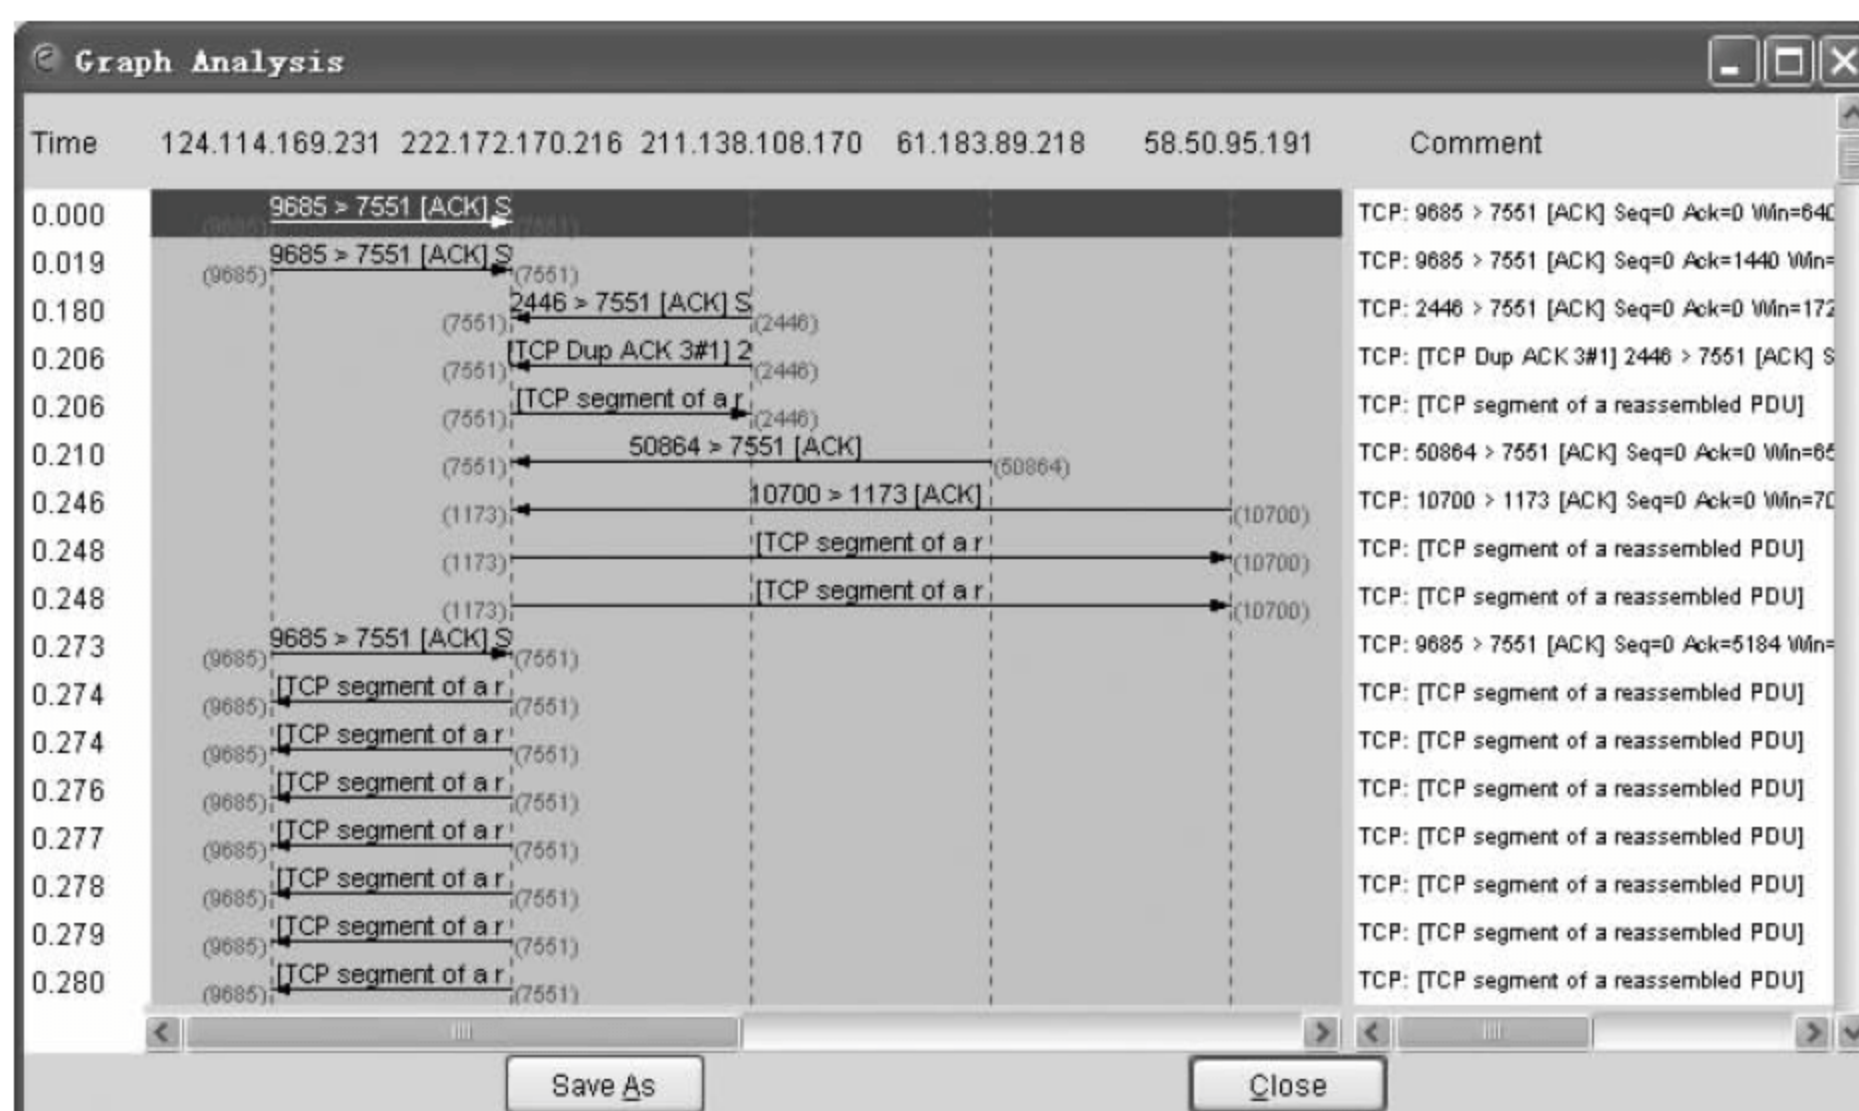 Graph Analysis
Time 124.114.169.231 222.172.170.216 211.138.108.170 61.183.89.218 58.50.95.191 Comment
0.000 9685 > 7551 [ACK] S (9685) (7551) TCP: 9685 > 7551 [ACK] Seq=0 Ack=0 Win=640
0.019 9685 > 7551 [ACK] S (9685) (7551) TCP: 9685 > 7551 [ACK] Seq=0 Ack=1440 Win=
0.180 2446 > 7551 [ACK] S (7551) (2446) TCP: 2446 > 7551 [ACK] Seq=0 Ack=0 Win=172
0.206 [TCP Dup ACK 3#1] 2 (7551) (2446) TCP: [TCP Dup ACK 3#1] 2446 > 7551 [ACK] S
0.206 [TCP segment of a r (7551) (2446) TCP: [TCP segment of a reassembled PDU]
0.210 50864 > 7551 [ACK] (7551) (50864) TCP: 50864 > 7551 [ACK] Seq=0 Ack=0 Win=65
0.246 10700 > 1173 [ACK] (1173) (10700) TCP: 10700 > 1173 [ACK] Seq=0 Ack=0 Win=70
0.248 [TCP segment of a r (1173) (10700) TCP: [TCP segment of a reassembled PDU]
0.248 [TCP segment of a r (1173) (10700) TCP: [TCP segment of a reassembled PDU]
0.273 9685 > 7551 [ACK] S (9685) (7551) TCP: 9685 > 7551 [ACK] Seq=0 Ack=5184 Win=
0.274 [TCP segment of a r (9685) (7551) TCP: [TCP segment of a reassembled PDU]
0.274 [TCP segment of a r (9685) (7551) TCP: [TCP segment of a reassembled PDU]
0.276 [TCP segment of a r (9685) (7551) TCP: [TCP segment of a reassembled PDU]
0.277 [TCP segment of a r (9685) (7551) TCP: [TCP segment of a reassembled PDU]
0.278 [TCP segment of a r (9685) (7551) TCP: [TCP segment of a reassembled PDU]
0.279 [TCP segment of a r (9685) (7551) TCP: [TCP segment of a reassembled PDU]
0.280 [TCP segment of a r (9685) (7551) TCP: [TCP segment of a reassembled PDU]
Save As Close